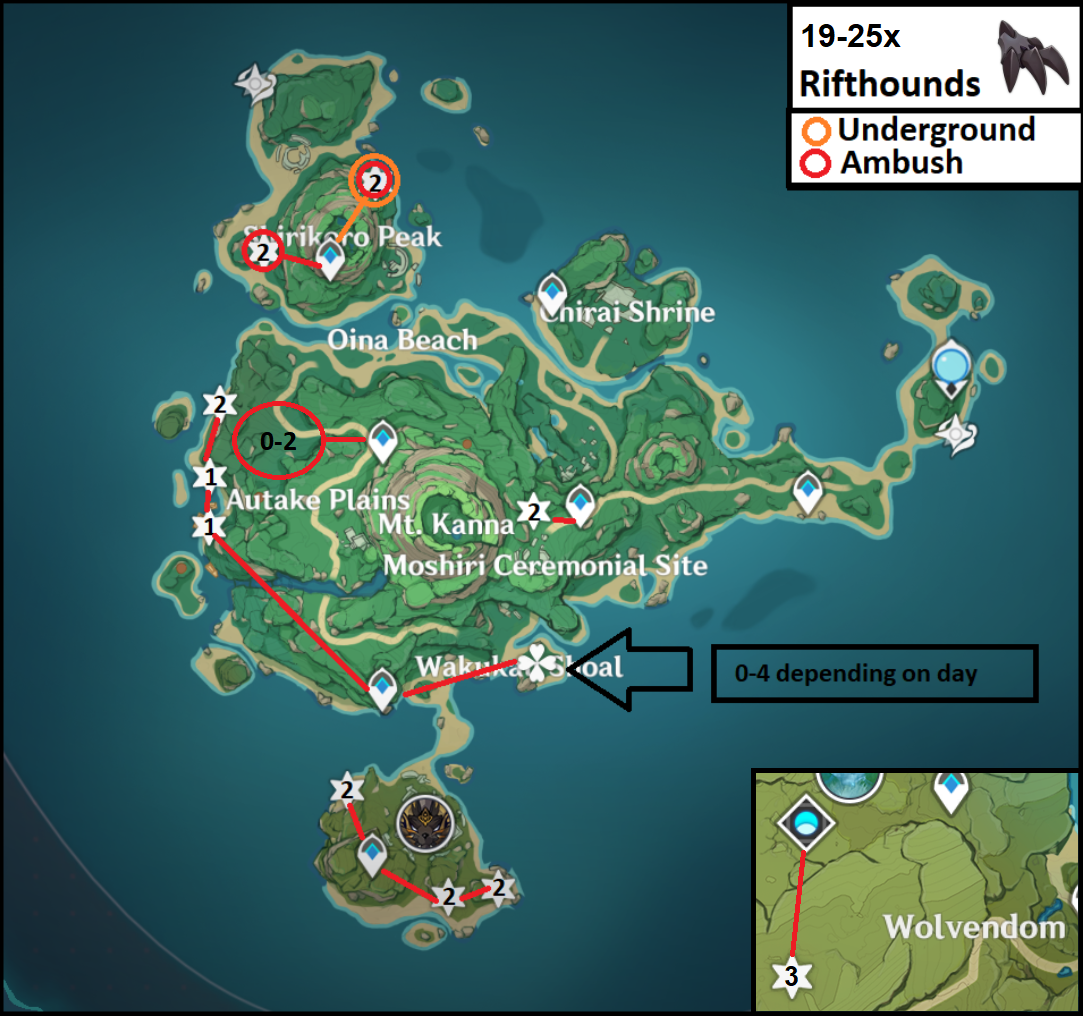 19-25x
Rifthounds
Underground
Ambush
2
Shirikoro Peak
2
Chirai Shrine
Oina Beach
2
0-2
1
Autake Plains
1
Mt. Kanna
2
Moshiri Ceremonial Site
Wakukau Shoal
0-4 depending on day
2
2
2
Wolvendom
3